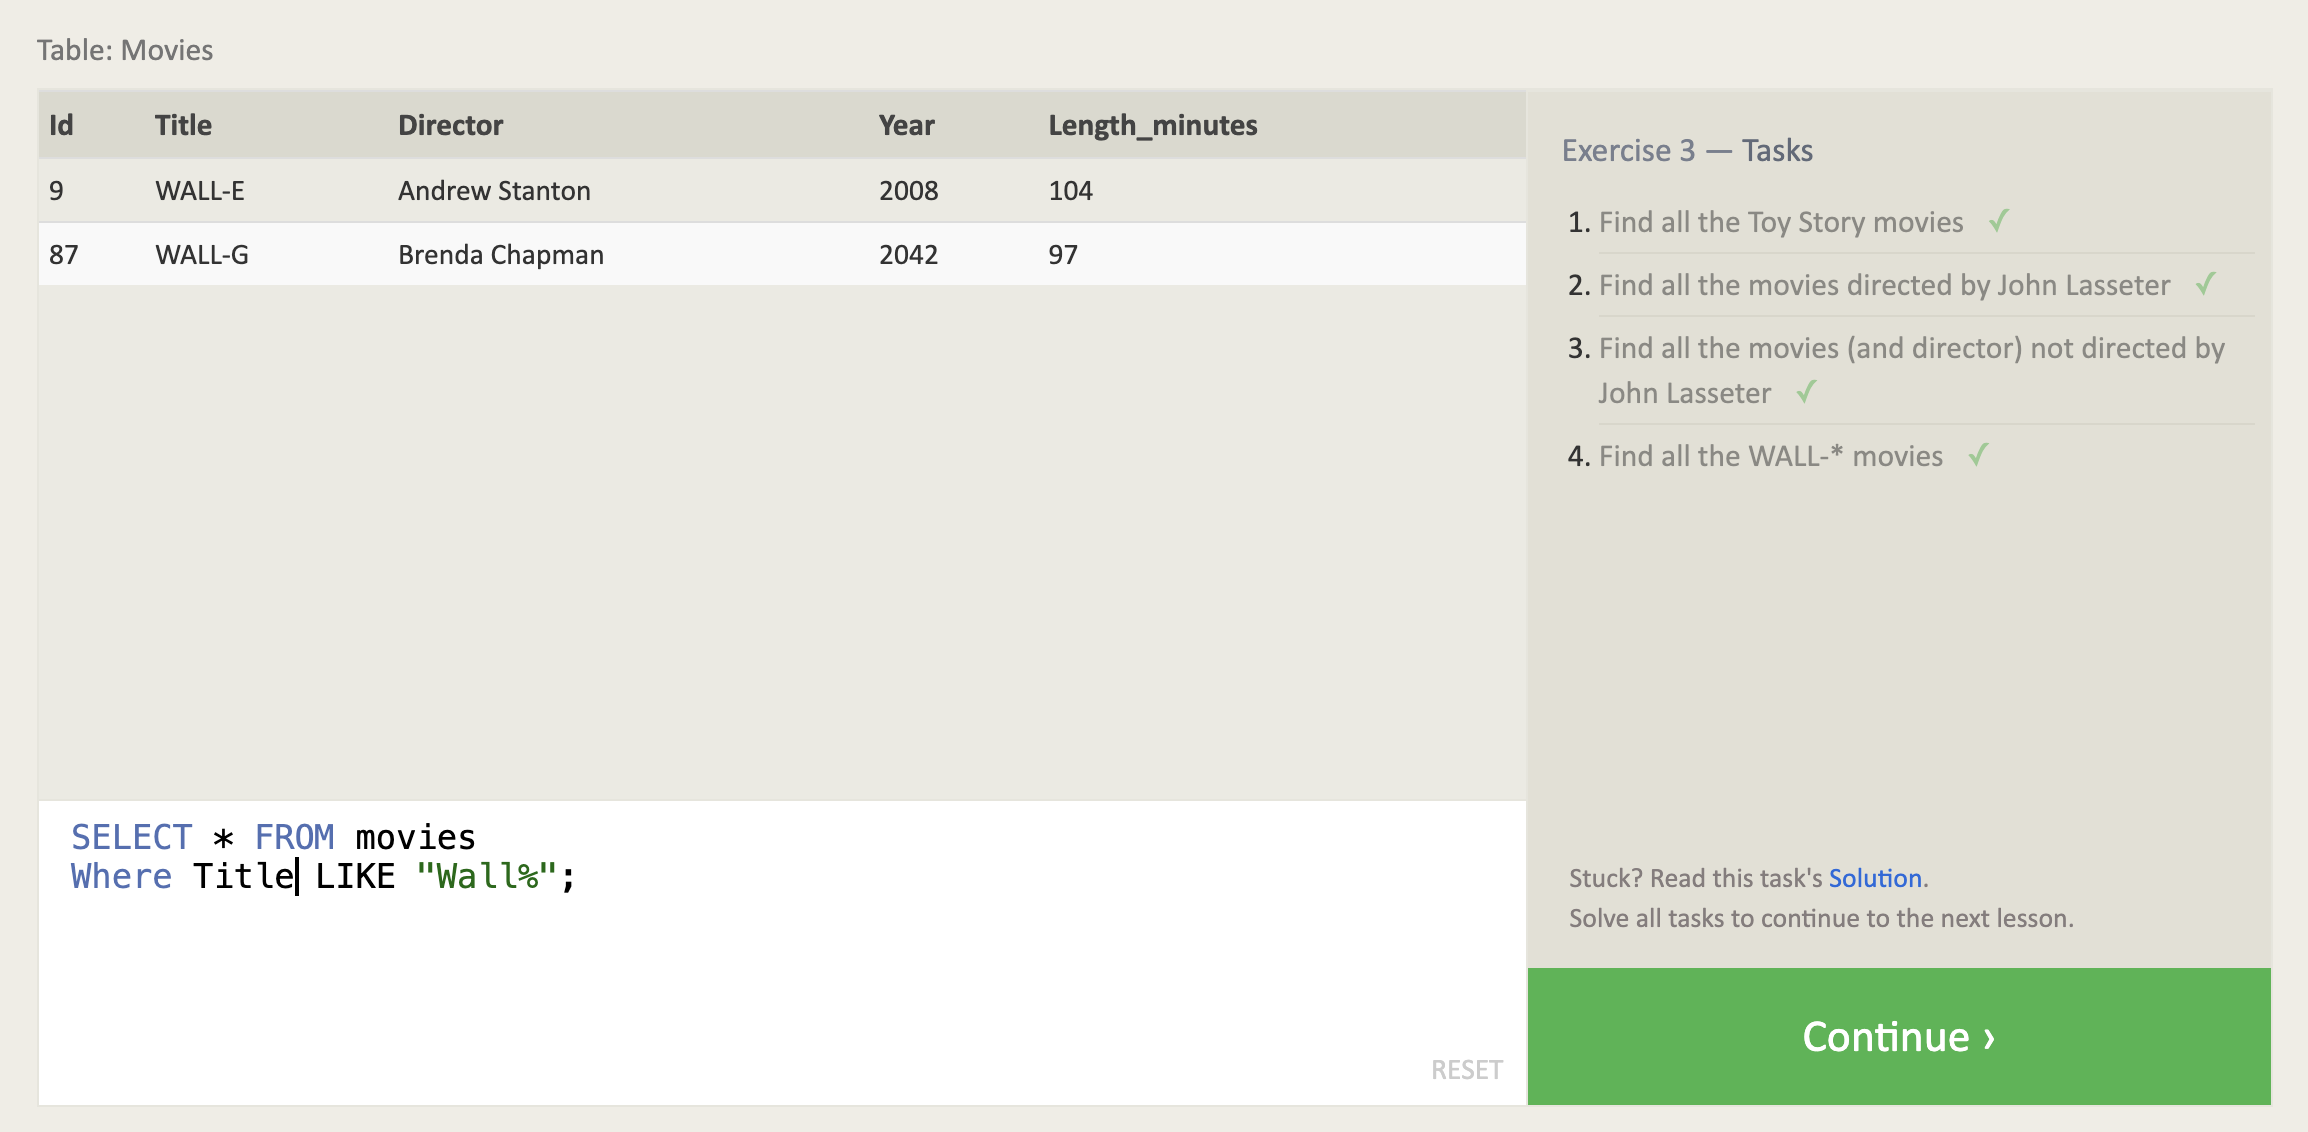 Table: Movies
Id Title Director Year Length_minutes
9 WALL-E Andrew Stanton 2008 104
87 WALL-G Brenda Chapman 2042 97
SELECT * FROM movies
Where Title LIKE "Wall%";
RESET
Exercise 3 — Tasks
1. Find all the Toy Story movies ✓
2. Find all the movies directed by John Lasseter ✓
3. Find all the movies (and director) not directed by
John Lasseter ✓
4. Find all the WALL-* movies ✓
Stuck? Read this task's Solution.
Solve all tasks to continue to the next lesson.
Continue ›